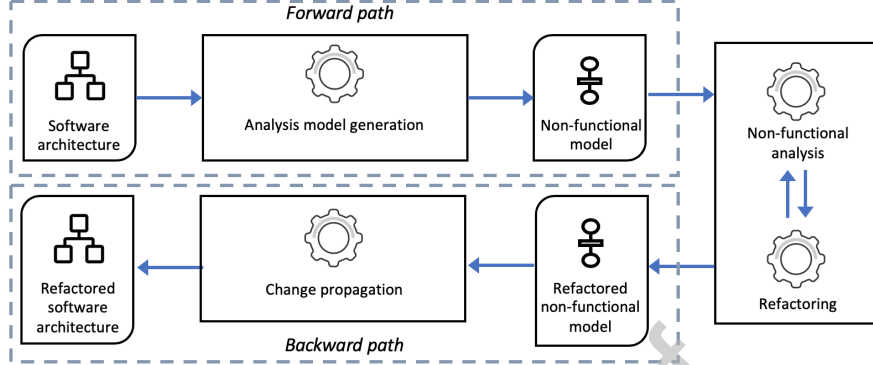 Forward path
Software
architecture
Analysis model generation
Non-functional
model
Non-functional
analysis
Refactoring
Refactored
software
architecture
Change propagation
Refactored
non-functional
model
Backward path